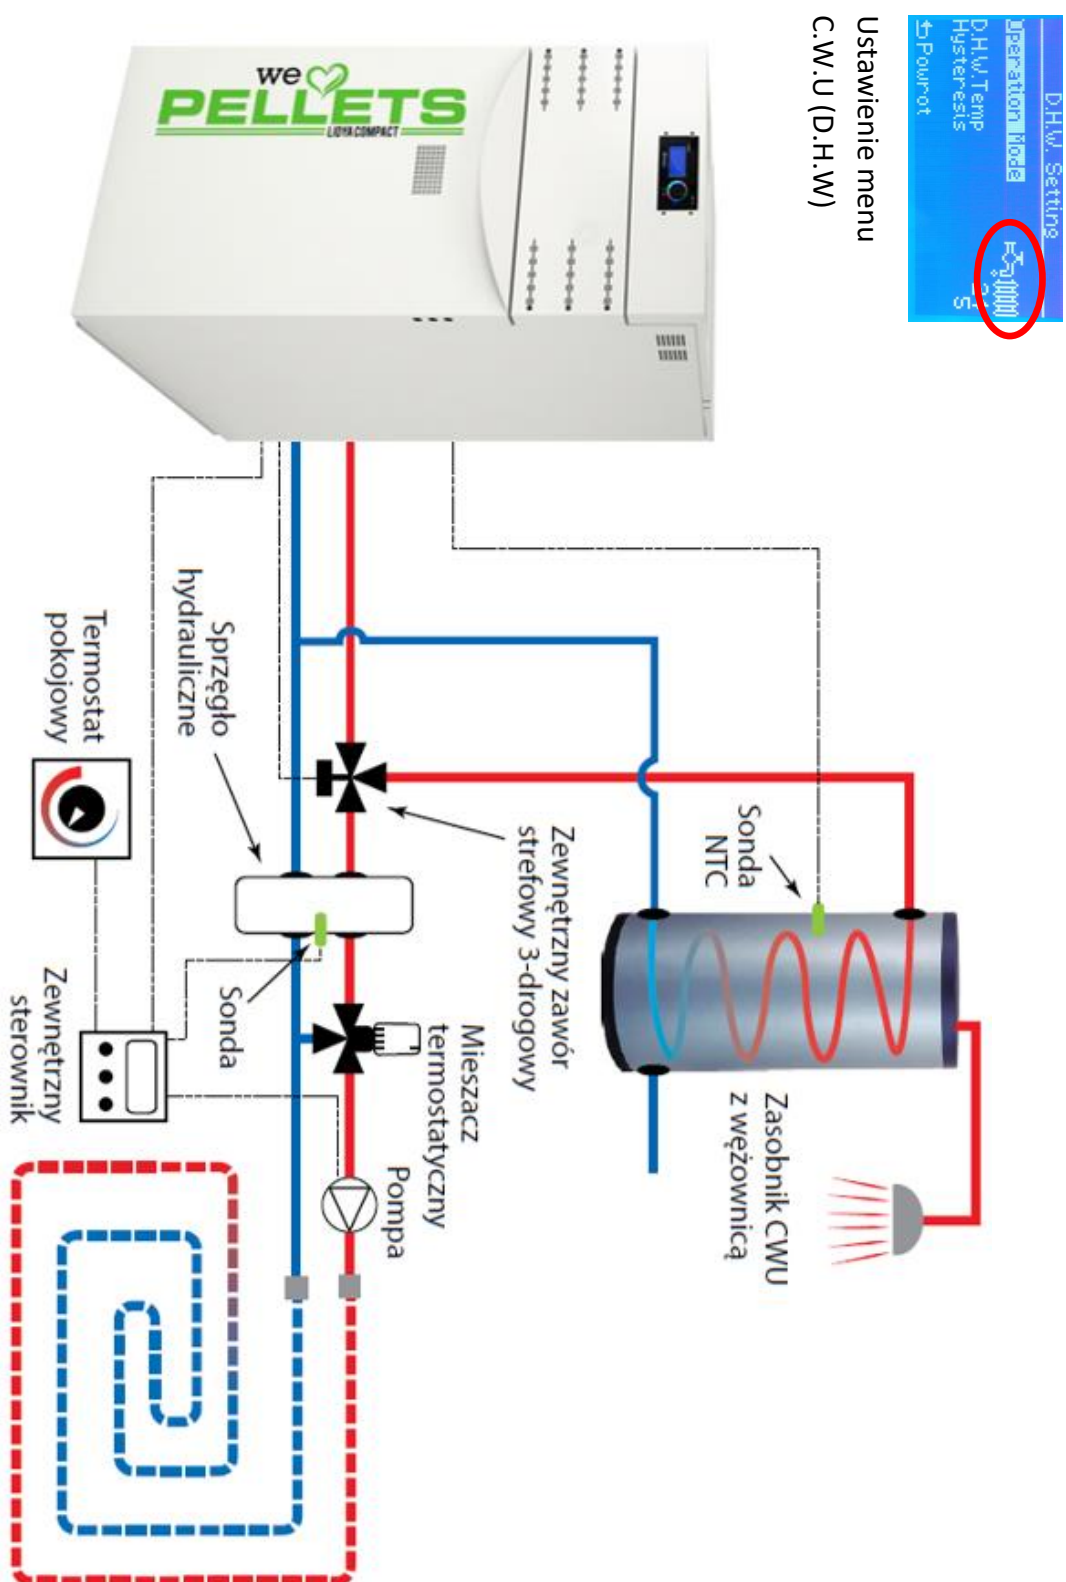 D.H.W. Setting
Operation Mode
D.H.W.Temp
Hysteresis 5
Powrot
Ustawienie menu
C.W.U (D.H.W)
we
PELLETS
LIDYA COMPACT
Sonda
NTC
Zasobnik CWU
z wężownicą
Zewnętrzny zawór
strefowy 3-drogowy
Mieszacz
termostatyczny
Pompa
Sprzęgło
hydrauliczne
Sonda
Termostat
pokojowy
Zewnętrzny
sterownik